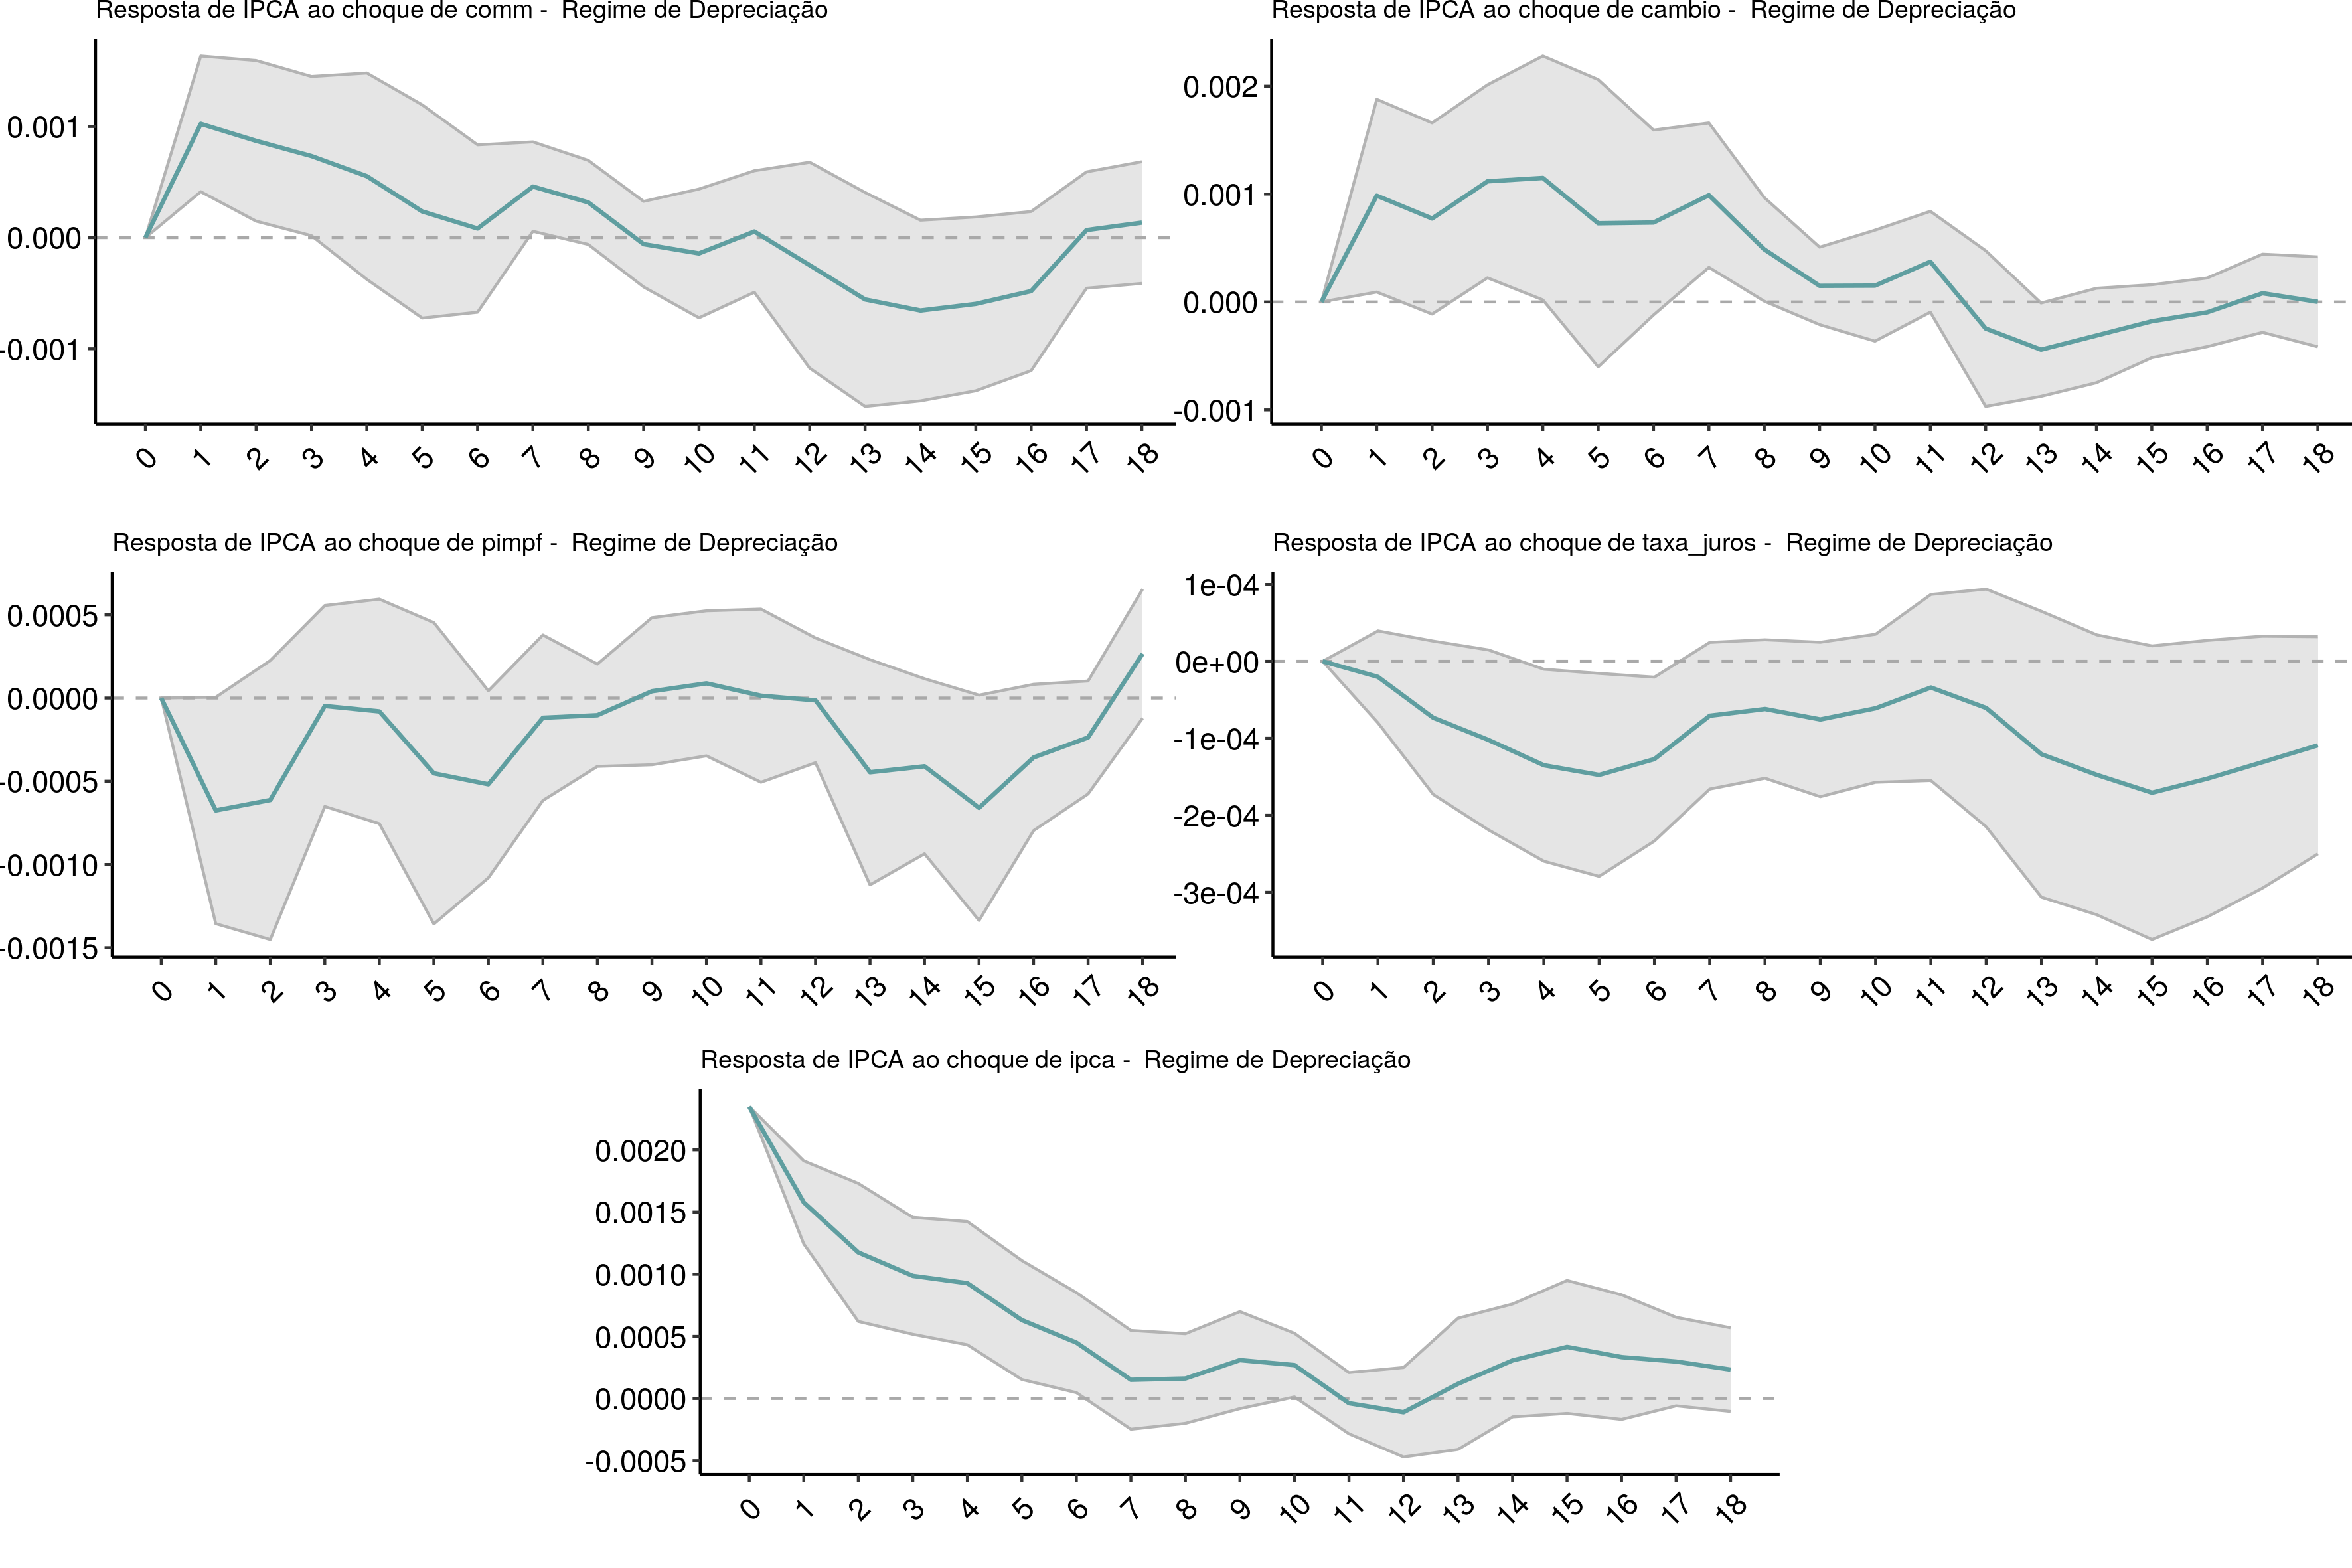 Resposta de IPCA ao choque de comm -  Regime de Depreciação
0.001
0.000
-0.001
0 1 2 3 4 5 6 7 8 9 10 11 12 13 14 15 16 17 18
Resposta de IPCA ao choque de cambio -  Regime de Depreciação
0.002
0.001
0.000
-0.001
0 1 2 3 4 5 6 7 8 9 10 11 12 13 14 15 16 17 18
Resposta de IPCA ao choque de pimpf -  Regime de Depreciação
0.0005
0.0000
-0.0005
-0.0010
-0.0015
0 1 2 3 4 5 6 7 8 9 10 11 12 13 14 15 16 17 18
Resposta de IPCA ao choque de taxa_juros -  Regime de Depreciação
1e-04
0e+00
-1e-04
-2e-04
-3e-04
0 1 2 3 4 5 6 7 8 9 10 11 12 13 14 15 16 17 18
Resposta de IPCA ao choque de ipca -  Regime de Depreciação
0.0020
0.0015
0.0010
0.0005
0.0000
-0.0005
0 1 2 3 4 5 6 7 8 9 10 11 12 13 14 15 16 17 18